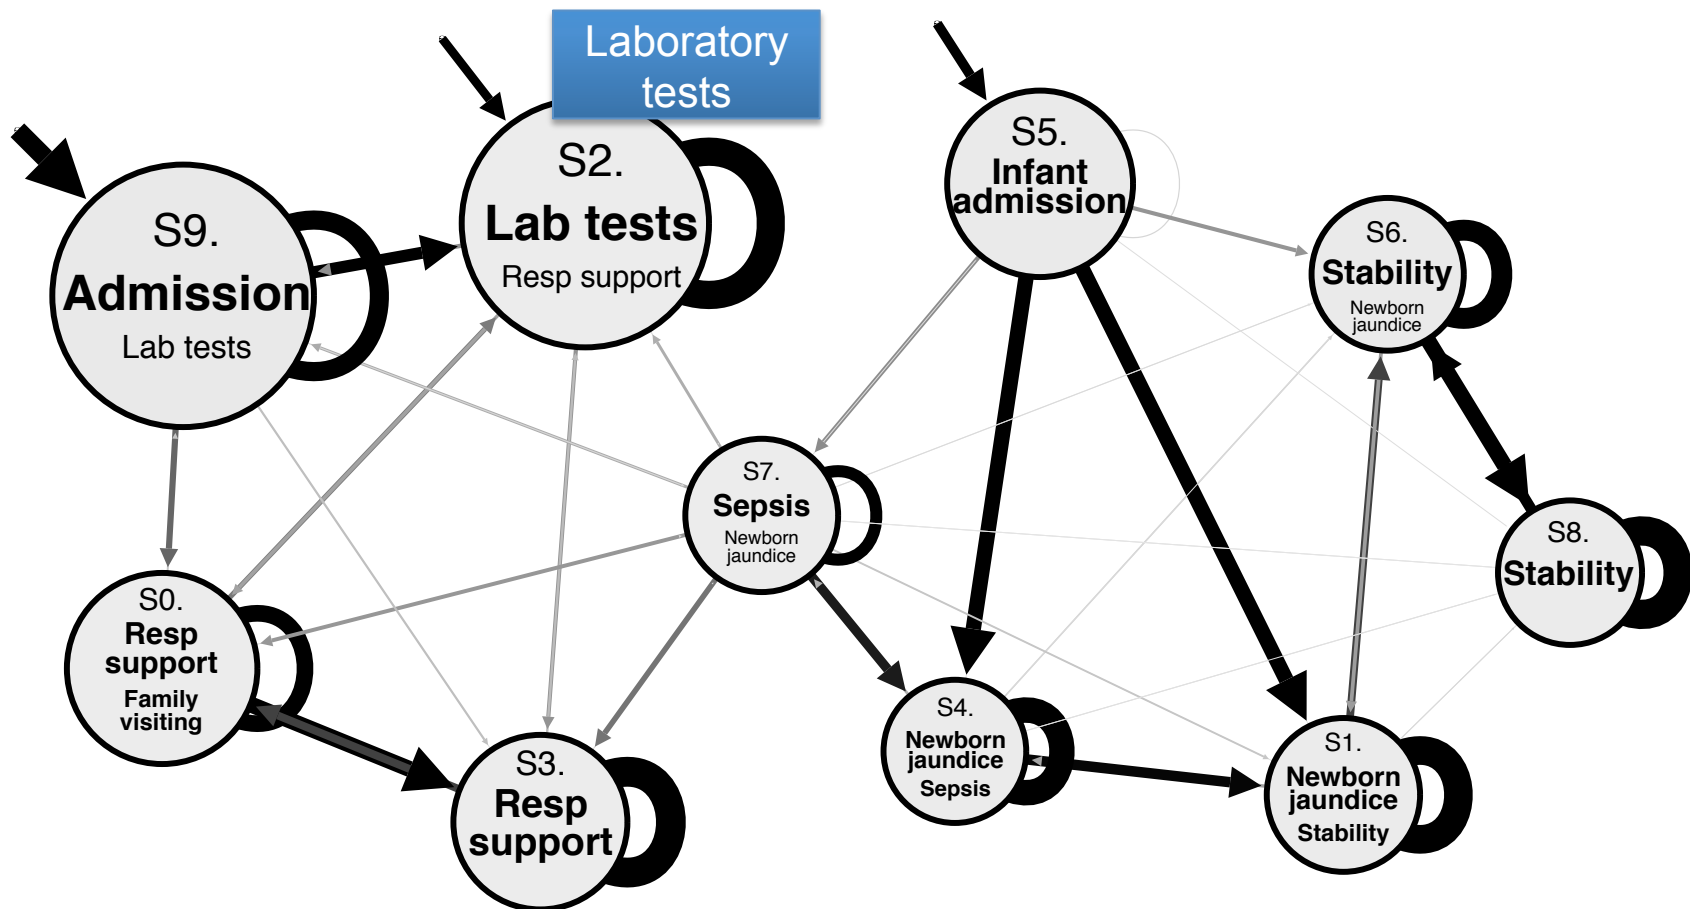 Laboratory
tests
S9.
Admission
Lab tests
S2.
Lab tests
Resp support
S5.
Infant
admission
S6.
Stability
Newborn
jaundice
S7.
Sepsis
Newborn
jaundice
S8.
Stability
S0.
Resp
support
Family
visiting
S3.
Resp
support
S4.
Newborn
jaundice
Sepsis
S1.
Newborn
jaundice
Stability